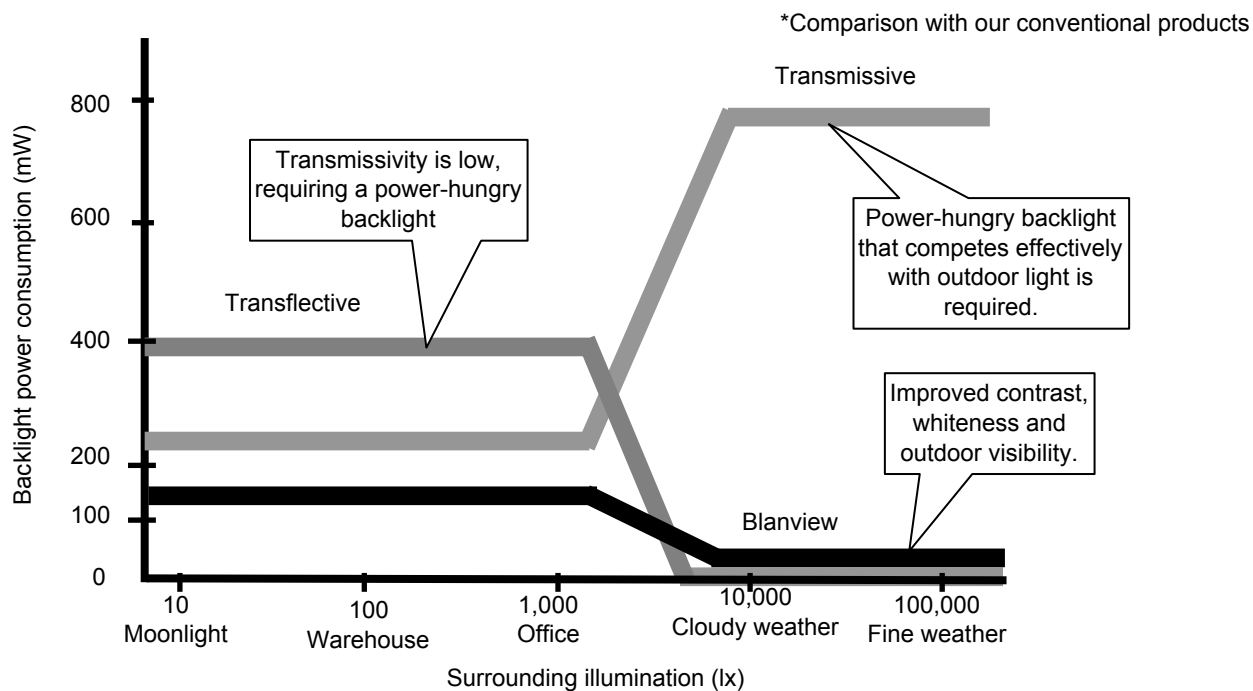 *Comparison with our conventional products
Transmissive
800
Transmissivity is low,
requiring a power-hungry
backlight
600
Power-hungry backlight
that competes effectively
with outdoor light is
required.
Transflective
400
Improved contrast,
whiteness and
outdoor visibility.
200
100
Blanview
0
Backlight power consumption (mW)
10
100
1,000
10,000
100,000
Moonlight
Warehouse
Office
Cloudy weather
Fine weather
Surrounding illumination (lx)